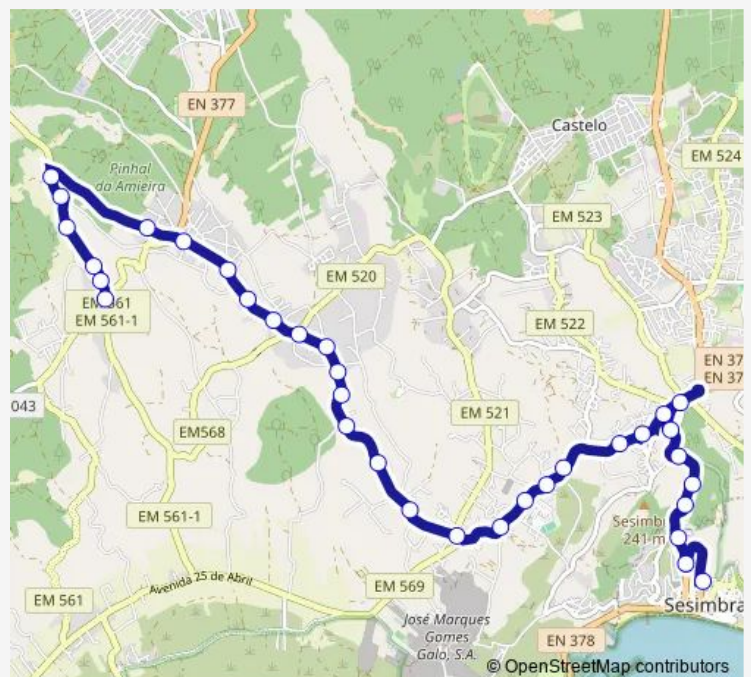 EN 377
Castelo
EM 524
Pinhal
da Amieira
EM 523
EM 520
EM 561
EM 561-1
EM 522
EN 37
EN 37
043
EM 521
EM568
EM 561-1
Sesimb
241 m
Avenida 25 de Abril
EM 569
EM 561
Sesimbra
José Marques
Gomes
Galo, S.A.
EN 378
© OpenStreetMap contributors